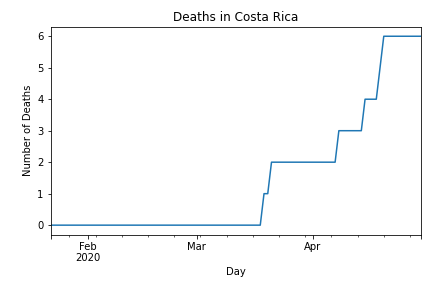 Deaths in Costa Rica
Number of Deaths
6
5
4
3
2
1
0
Feb
2020
Mar
Apr
Day